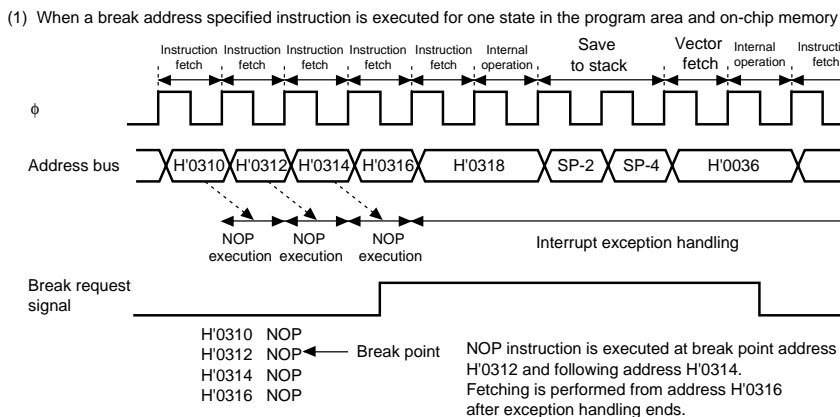 (1) When a break address specified instruction is executed for one state in the program area and on-chip memory
Instruction fetch
Instruction fetch
Instruction fetch
Instruction fetch
Instruction fetch
Internal operation
Save to stack
Vector fetch
Internal operation
fetch
φ
Address bus
H'0310
H'0312
H'0314
H'0316
H'0318
SP-2
SP-4
H'0036
NOP execution
NOP execution
NOP execution
Interrupt exception handling
Break request signal
H'0310 NOP
H'0312 NOP
Break point
H'0314 NOP
H'0316 NOP
NOP instruction is executed at break point address
H'0312 and following address H'0314.
Fetching is performed from address H'0316
after exception handling ends.